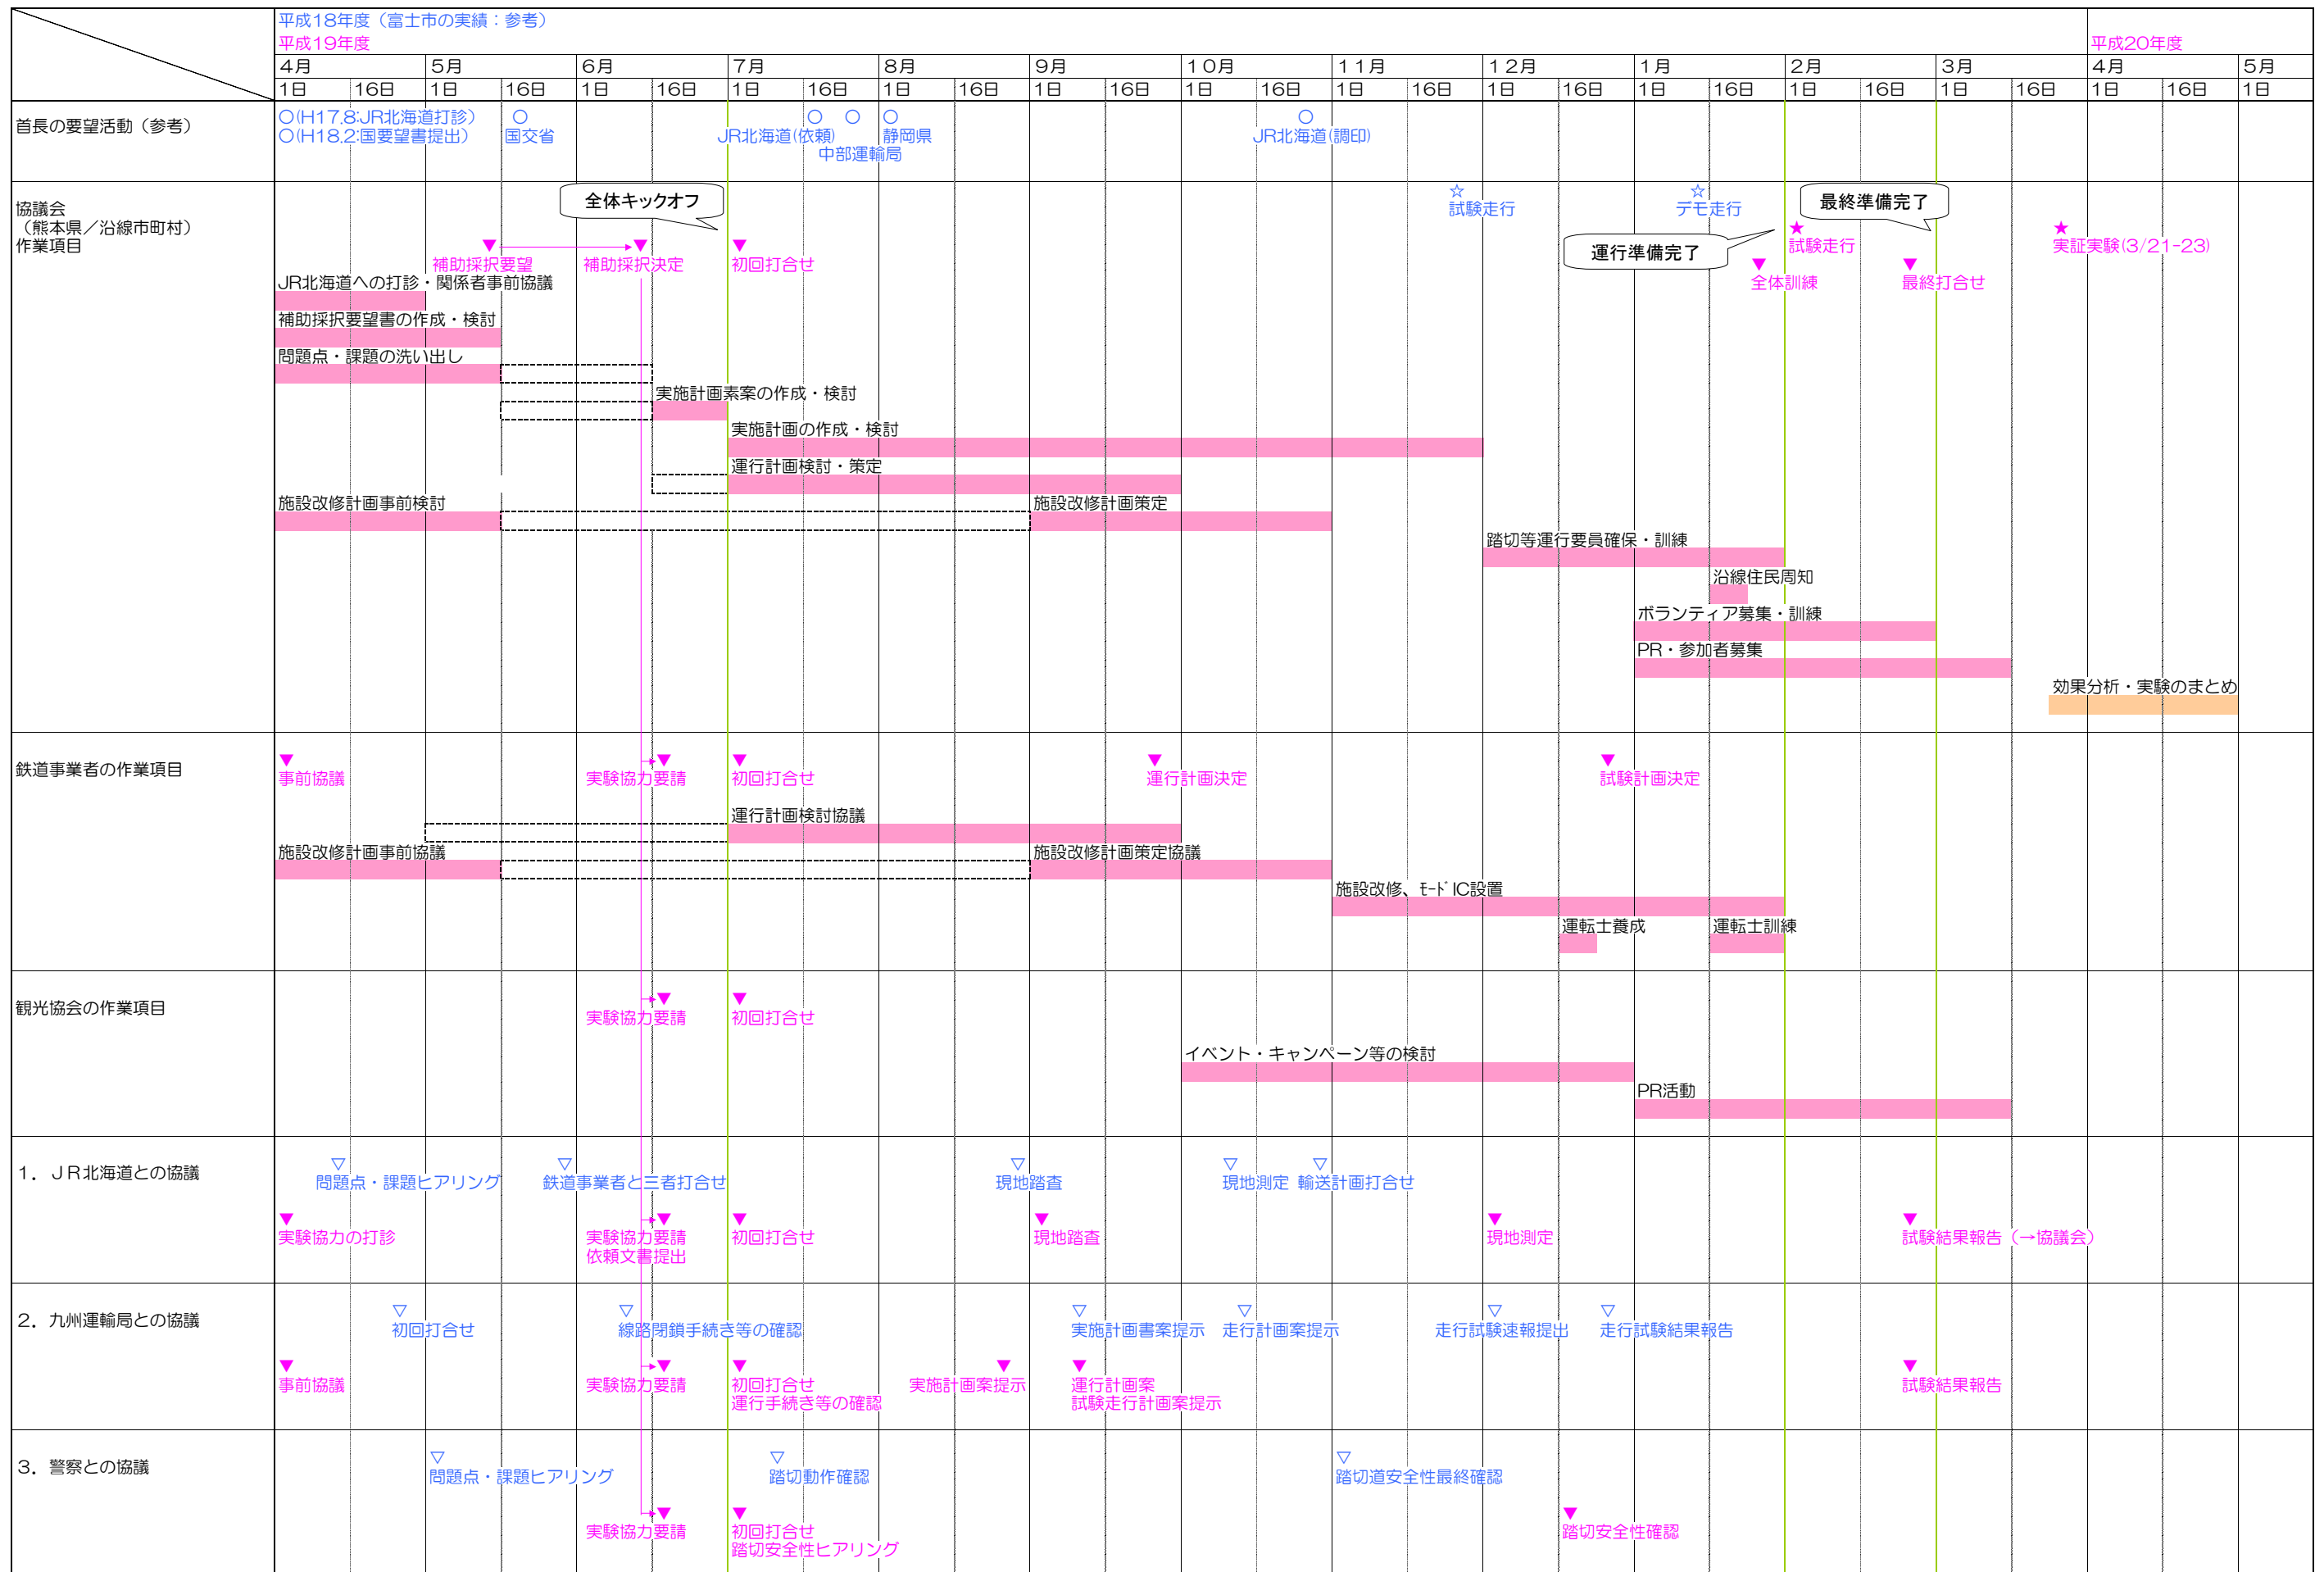 平成18年度（富士市の実績：参考）
平成19年度
平成20年度
4月 5月 6月 7月 8月 9月 10月 11月 12月 1月 2月 3月 4月 5月
1日 16日 1日 16日 1日 16日 1日 16日 1日 16日 1日 16日 1日 16日 1日 16日 1日 16日 1日 16日 1日 16日 1日 16日 1日 16日 1日
首長の要望活動（参考）
○(H17.8:JR北海道打診) ○ ○ ○ ○ ○
○(H18.2:国要望書提出) 国交省 JR北海道(依頼) 静岡県 JR北海道(調印)
中部運輸局
協議会
（熊本県／沿線市町村）
作業項目
全体キックオフ
☆ ☆
試験走行 デモ走行
最終準備完了
運行準備完了
▼ ▼ ▼ ★ ★
試験走行 実証実験(3/21-23)
補助採択要望 補助採択決定 初回打合せ ▼ ▼
全体訓練 最終打合せ
JR北海道への打診・関係者事前協議
補助採択要望書の作成・検討
問題点・課題の洗い出し
実施計画素案の作成・検討
実施計画の作成・検討
運行計画検討・策定
施設改修計画事前検討 施設改修計画策定
踏切等運行要員確保・訓練
沿線住民周知
ボランティア募集・訓練
PR・参加者募集
効果分析・実験のまとめ
鉄道事業者の作業項目
▼ ▼ ▼ ▼ ▼
事前協議 実験協力要請 初回打合せ 運行計画決定 試験計画決定
運行計画検討協議
施設改修計画事前協議 施設改修計画策定協議
施設改修、ﾓｰﾄﾞIC設置
運転士養成 運転士訓練
観光協会の作業項目
▼ ▼
実験協力要請 初回打合せ
イベント・キャンペーン等の検討
PR活動
1．JR北海道との協議
▽ ▽ ▽ ▽ ▽
問題点・課題ヒアリング 鉄道事業者と三者打合せ 現地踏査 現地測定 輸送計画打合せ
▼ ▼ ▼ ▼ ▼ ▼
実験協力の打診 実験協力要請 初回打合せ 現地踏査 現地測定 試験結果報告（→協議会）
依頼文書提出
2．九州運輸局との協議
▽ ▽ ▽ ▽ ▽ ▽
初回打合せ 線路閉鎖手続き等の確認 実施計画書案提示 走行計画案提示 走行試験速報提出 走行試験結果報告
▼ ▼ ▼ ▼ ▼ ▼
事前協議 実験協力要請 初回打合せ 実施計画案提示 運行計画案 試験結果報告
運行手続き等の確認 試験走行計画案提示
3．警察との協議
▽ ▽ ▽
問題点・課題ヒアリング 踏切動作確認 踏切道安全性最終確認
▼ ▼ ▼
実験協力要請 初回打合せ 踏切安全性確認
踏切安全性ヒアリング